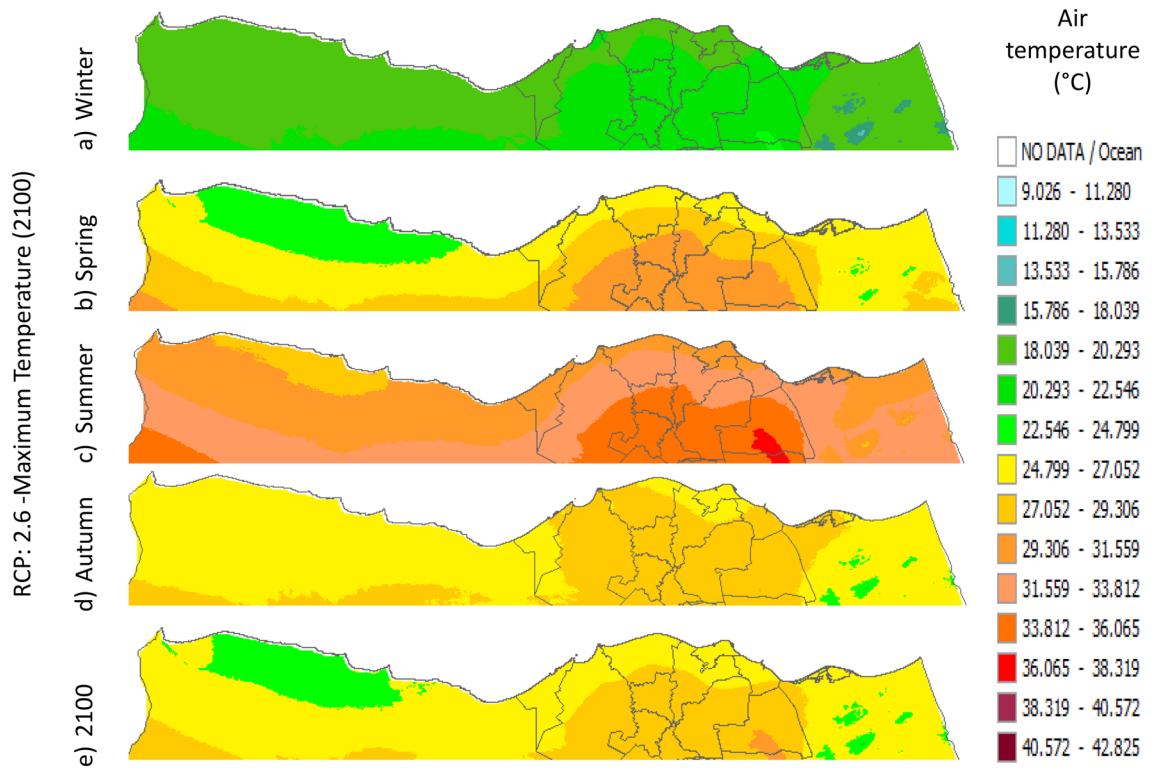 Air
temperature
(°C)
RCP: 2.6 -Maximum Temperature (2100)
a) Winter
b) Spring
c) Summer
d) Autumn
e) 2100
NO DATA / Ocean
9.026 - 11.280
11.280 - 13.533
13.533 - 15.786
15.786 - 18.039
18.039 - 20.293
20.293 - 22.546
22.546 - 24.799
24.799 - 27.052
27.052 - 29.306
29.306 - 31.559
31.559 - 33.812
33.812 - 36.065
36.065 - 38.319
38.319 - 40.572
40.572 - 42.825